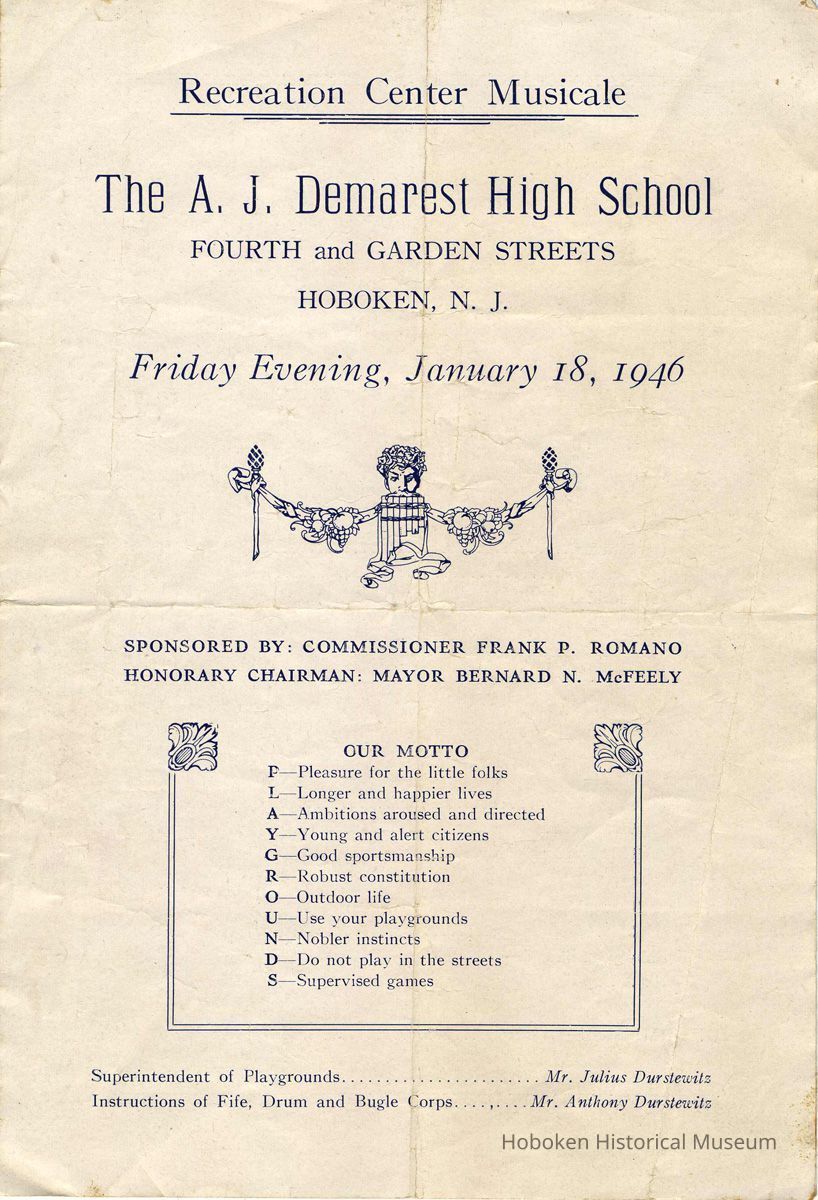 Recreation Center Musicale
The A. J. Demarest High School
FOURTH and GARDEN STREETS
HOBOKEN, N. J.
Friday Evening, January 18, 1946
SPONSORED BY: COMMISSIONER FRANK P. ROMANO
HONORARY CHAIRMAN: MAYOR BERNARD N. McFEELY
OUR MOTTO
P—Pleasure for the little folks
L—Longer and happier lives
A—Ambitions aroused and directed
Y—Young and alert citizens
G—Good sportsmanship
R—Robust constitution
O—Outdoor life
U—Use your playgrounds
N—Nobler instincts
D—Do not play in the streets
S—Supervised games
Superintendent of Playgrounds....................... Mr. Julius Durstewitz
Instructions of Fife, Drum and Bugle Corps....,....Mr. Anthony Durstewitz
Hoboken Historical Museum